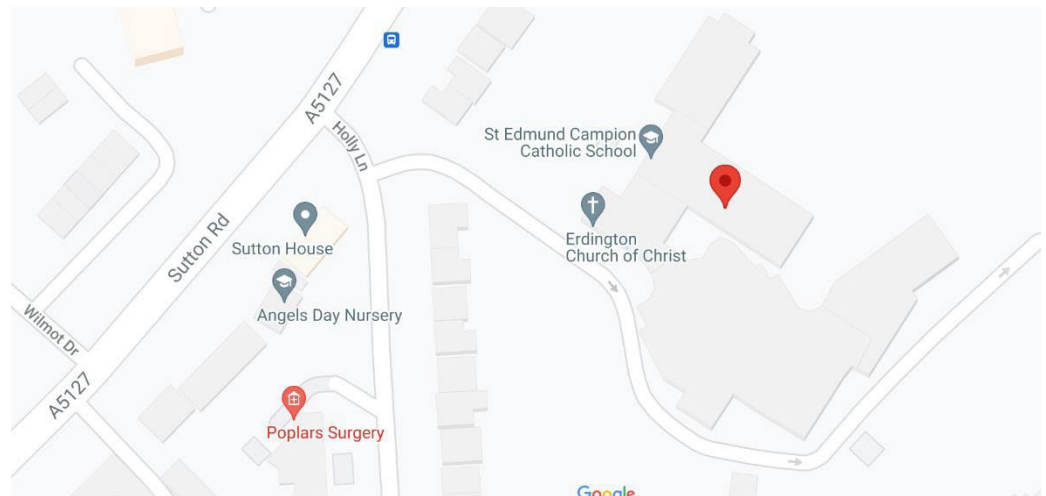 A5127
Holly Ln
St Edmund Campion
Catholic School
Sutton Rd
Sutton House
Erdington
Church of Christ
Angels Day Nursery
Wilmot Dr
A5127
Poplars Surgery
Google